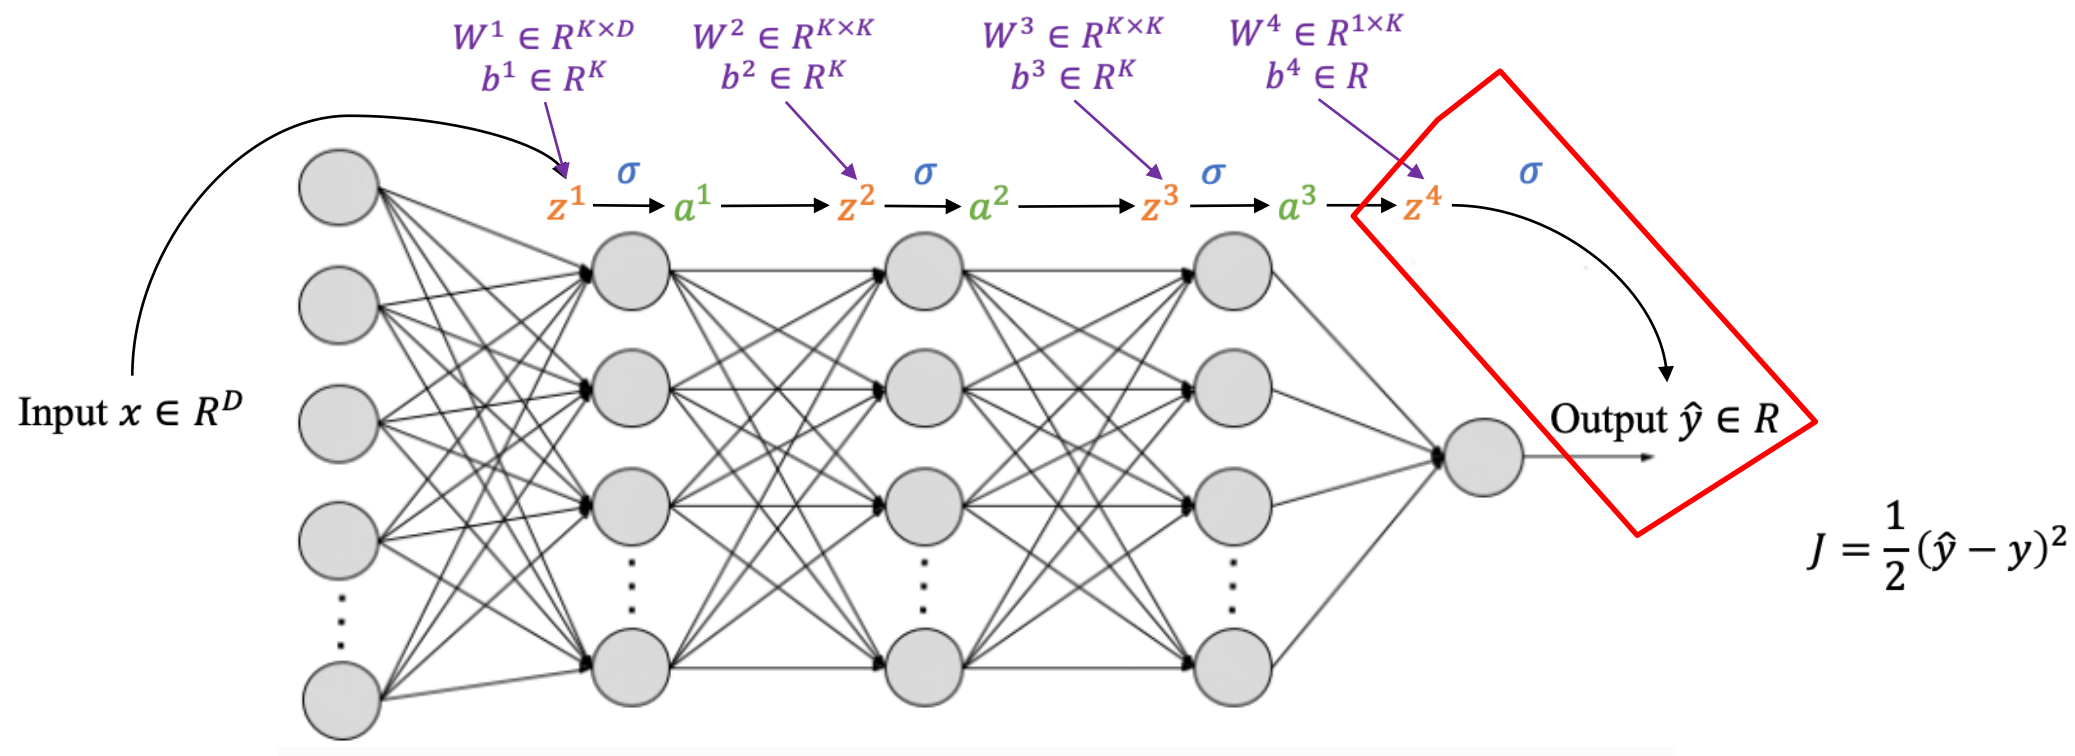 W¹ ∈ R^{K×D} W² ∈ R^{K×K} W³ ∈ R^{K×K} W⁴ ∈ R^{1×K}
b¹ ∈ R^K b² ∈ R^K b³ ∈ R^K b⁴ ∈ R
σ σ σ σ
z¹ a¹ z² a² z³ a³ z⁴
Input x ∈ R^D
Output ŷ ∈ R
J = \frac{1}{2}(ŷ − y)²